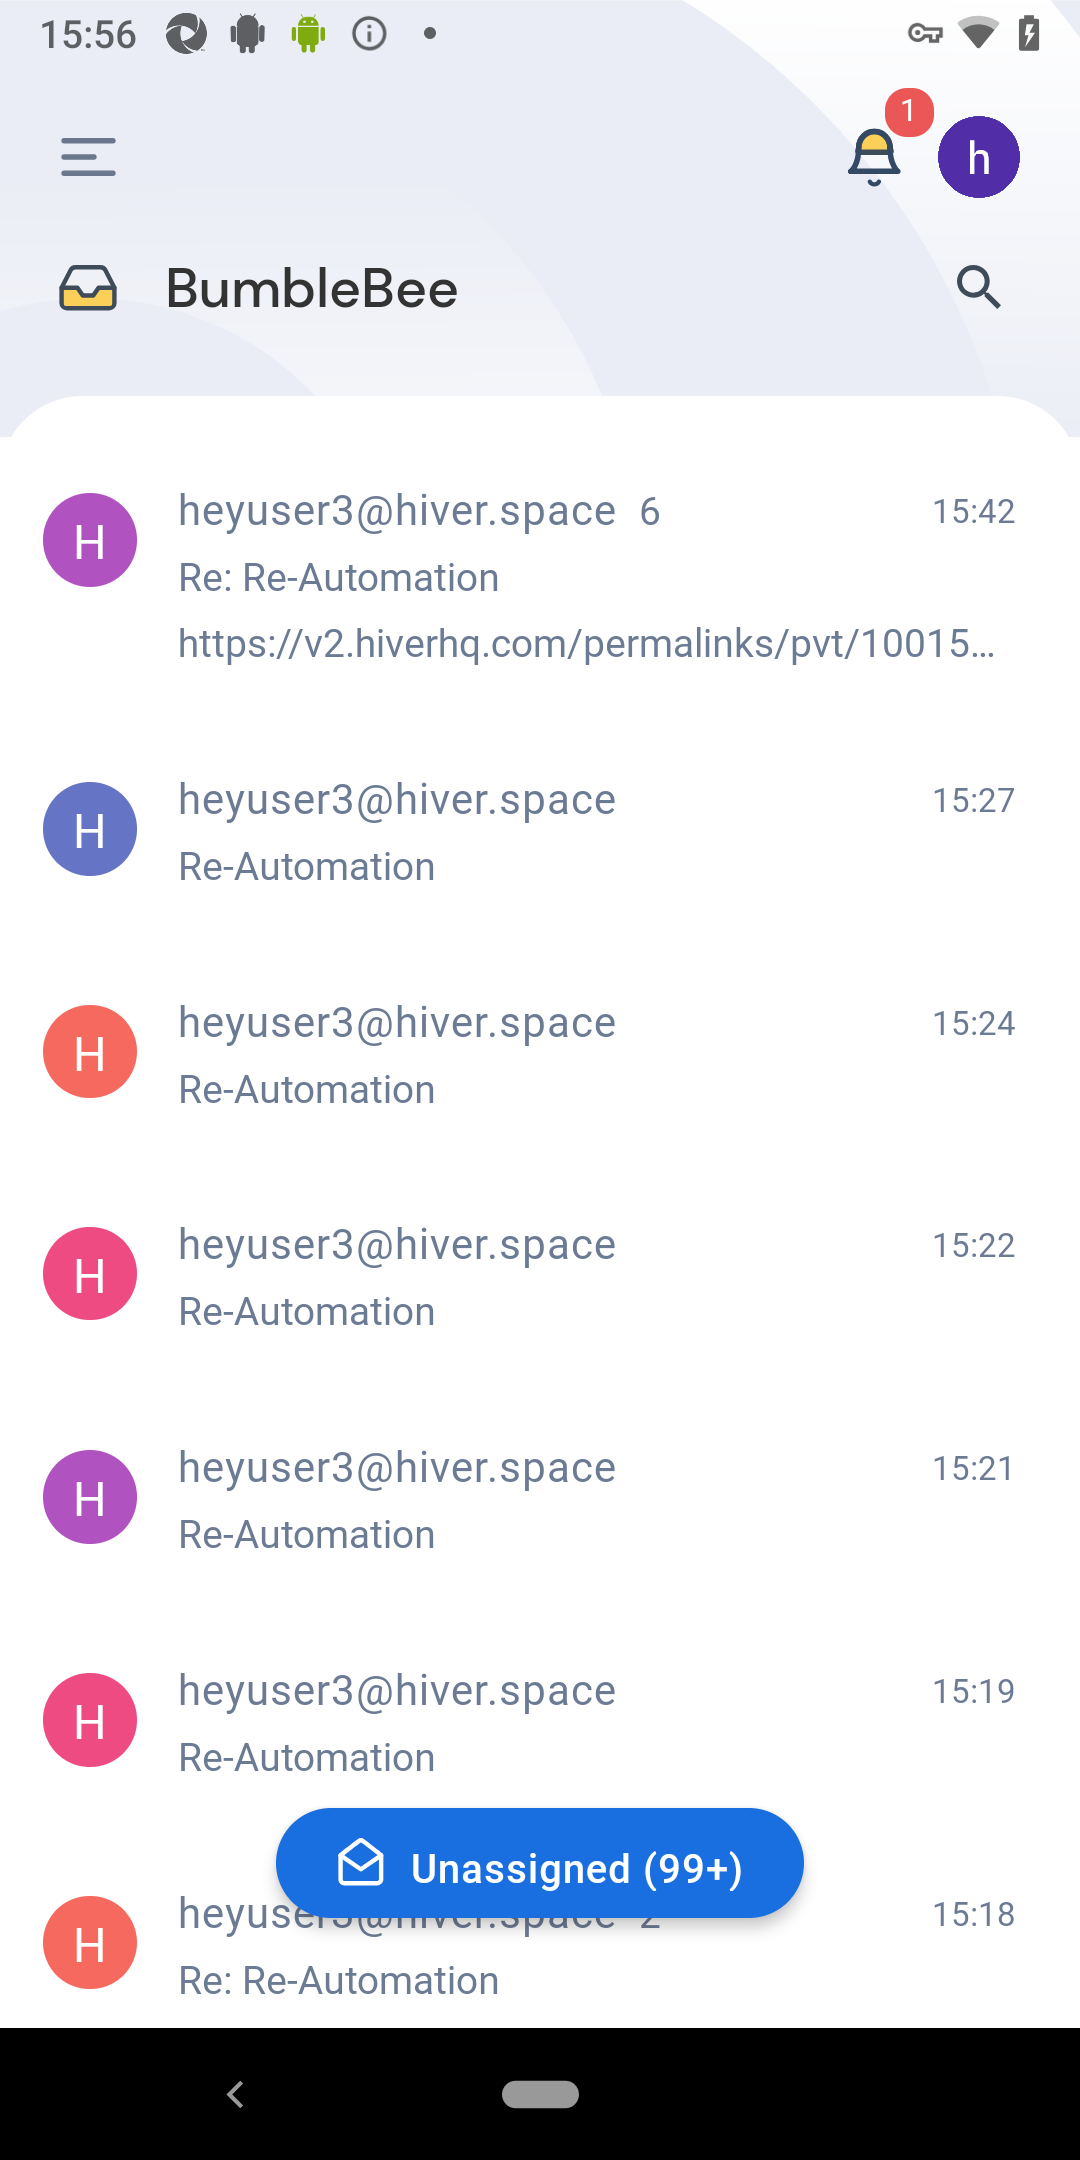 15:56
1
h
BumbleBee
H
heyuser3@hiver.space 6
15:42
Re: Re-Automation
https://v2.hiverhq.com/permalinks/pvt/10015...
H
heyuser3@hiver.space
15:27
Re-Automation
H
heyuser3@hiver.space
15:24
Re-Automation
H
heyuser3@hiver.space
15:22
Re-Automation
H
heyuser3@hiver.space
15:21
Re-Automation
H
heyuser3@hiver.space
15:19
Re-Automation
Unassigned (99+)
H
heyuser3@hiver.space 2
15:18
Re: Re-Automation